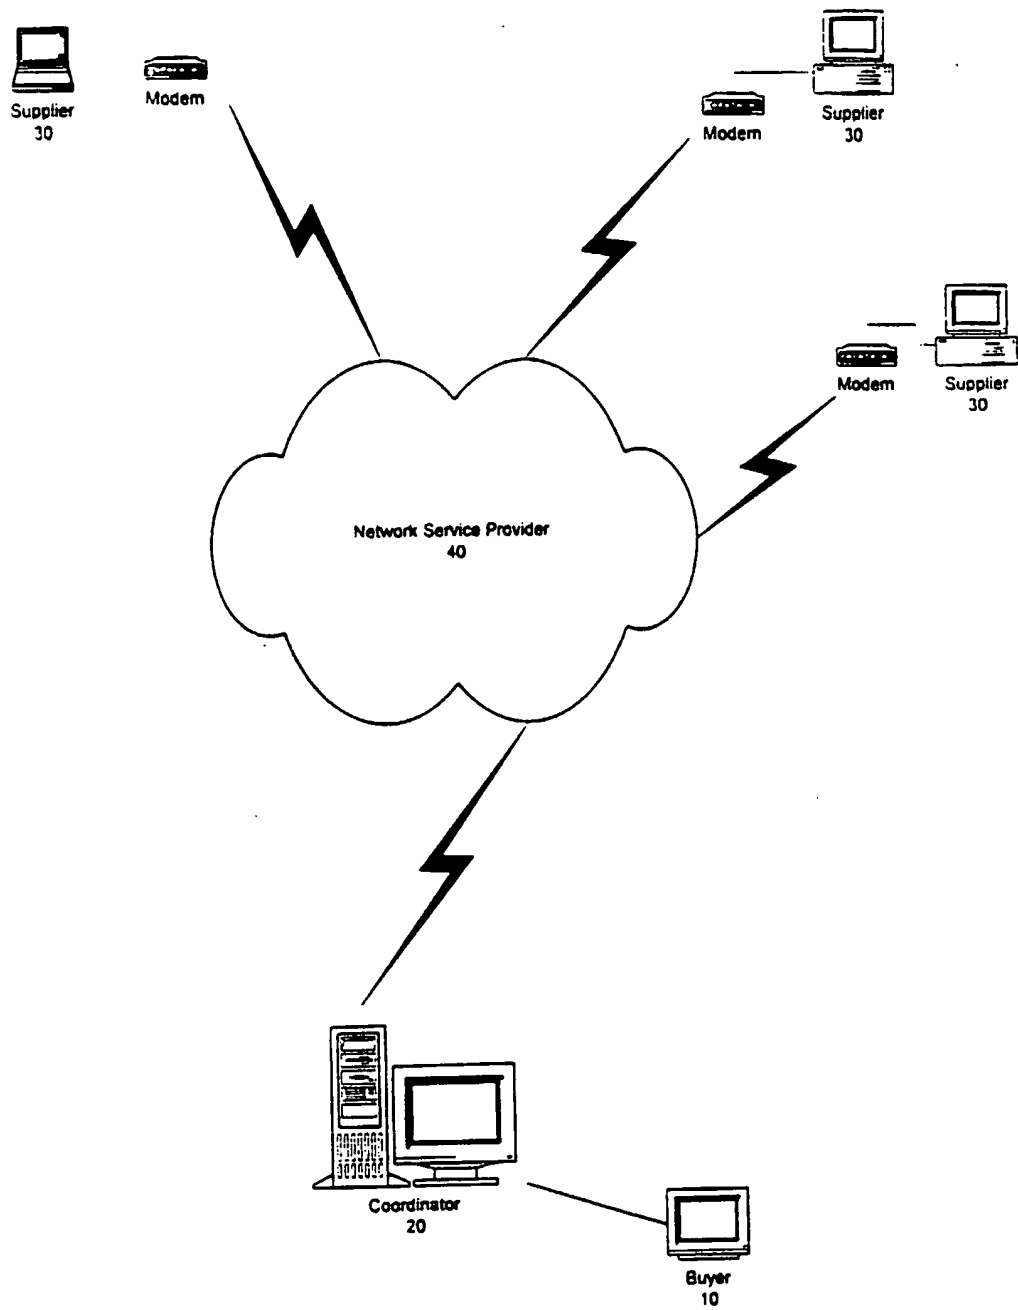 Supplier
30
Modem
Modem
Supplier
30
Modem
Supplier
30
Network Service Provider
40
Coordinator
20
Buyer
10